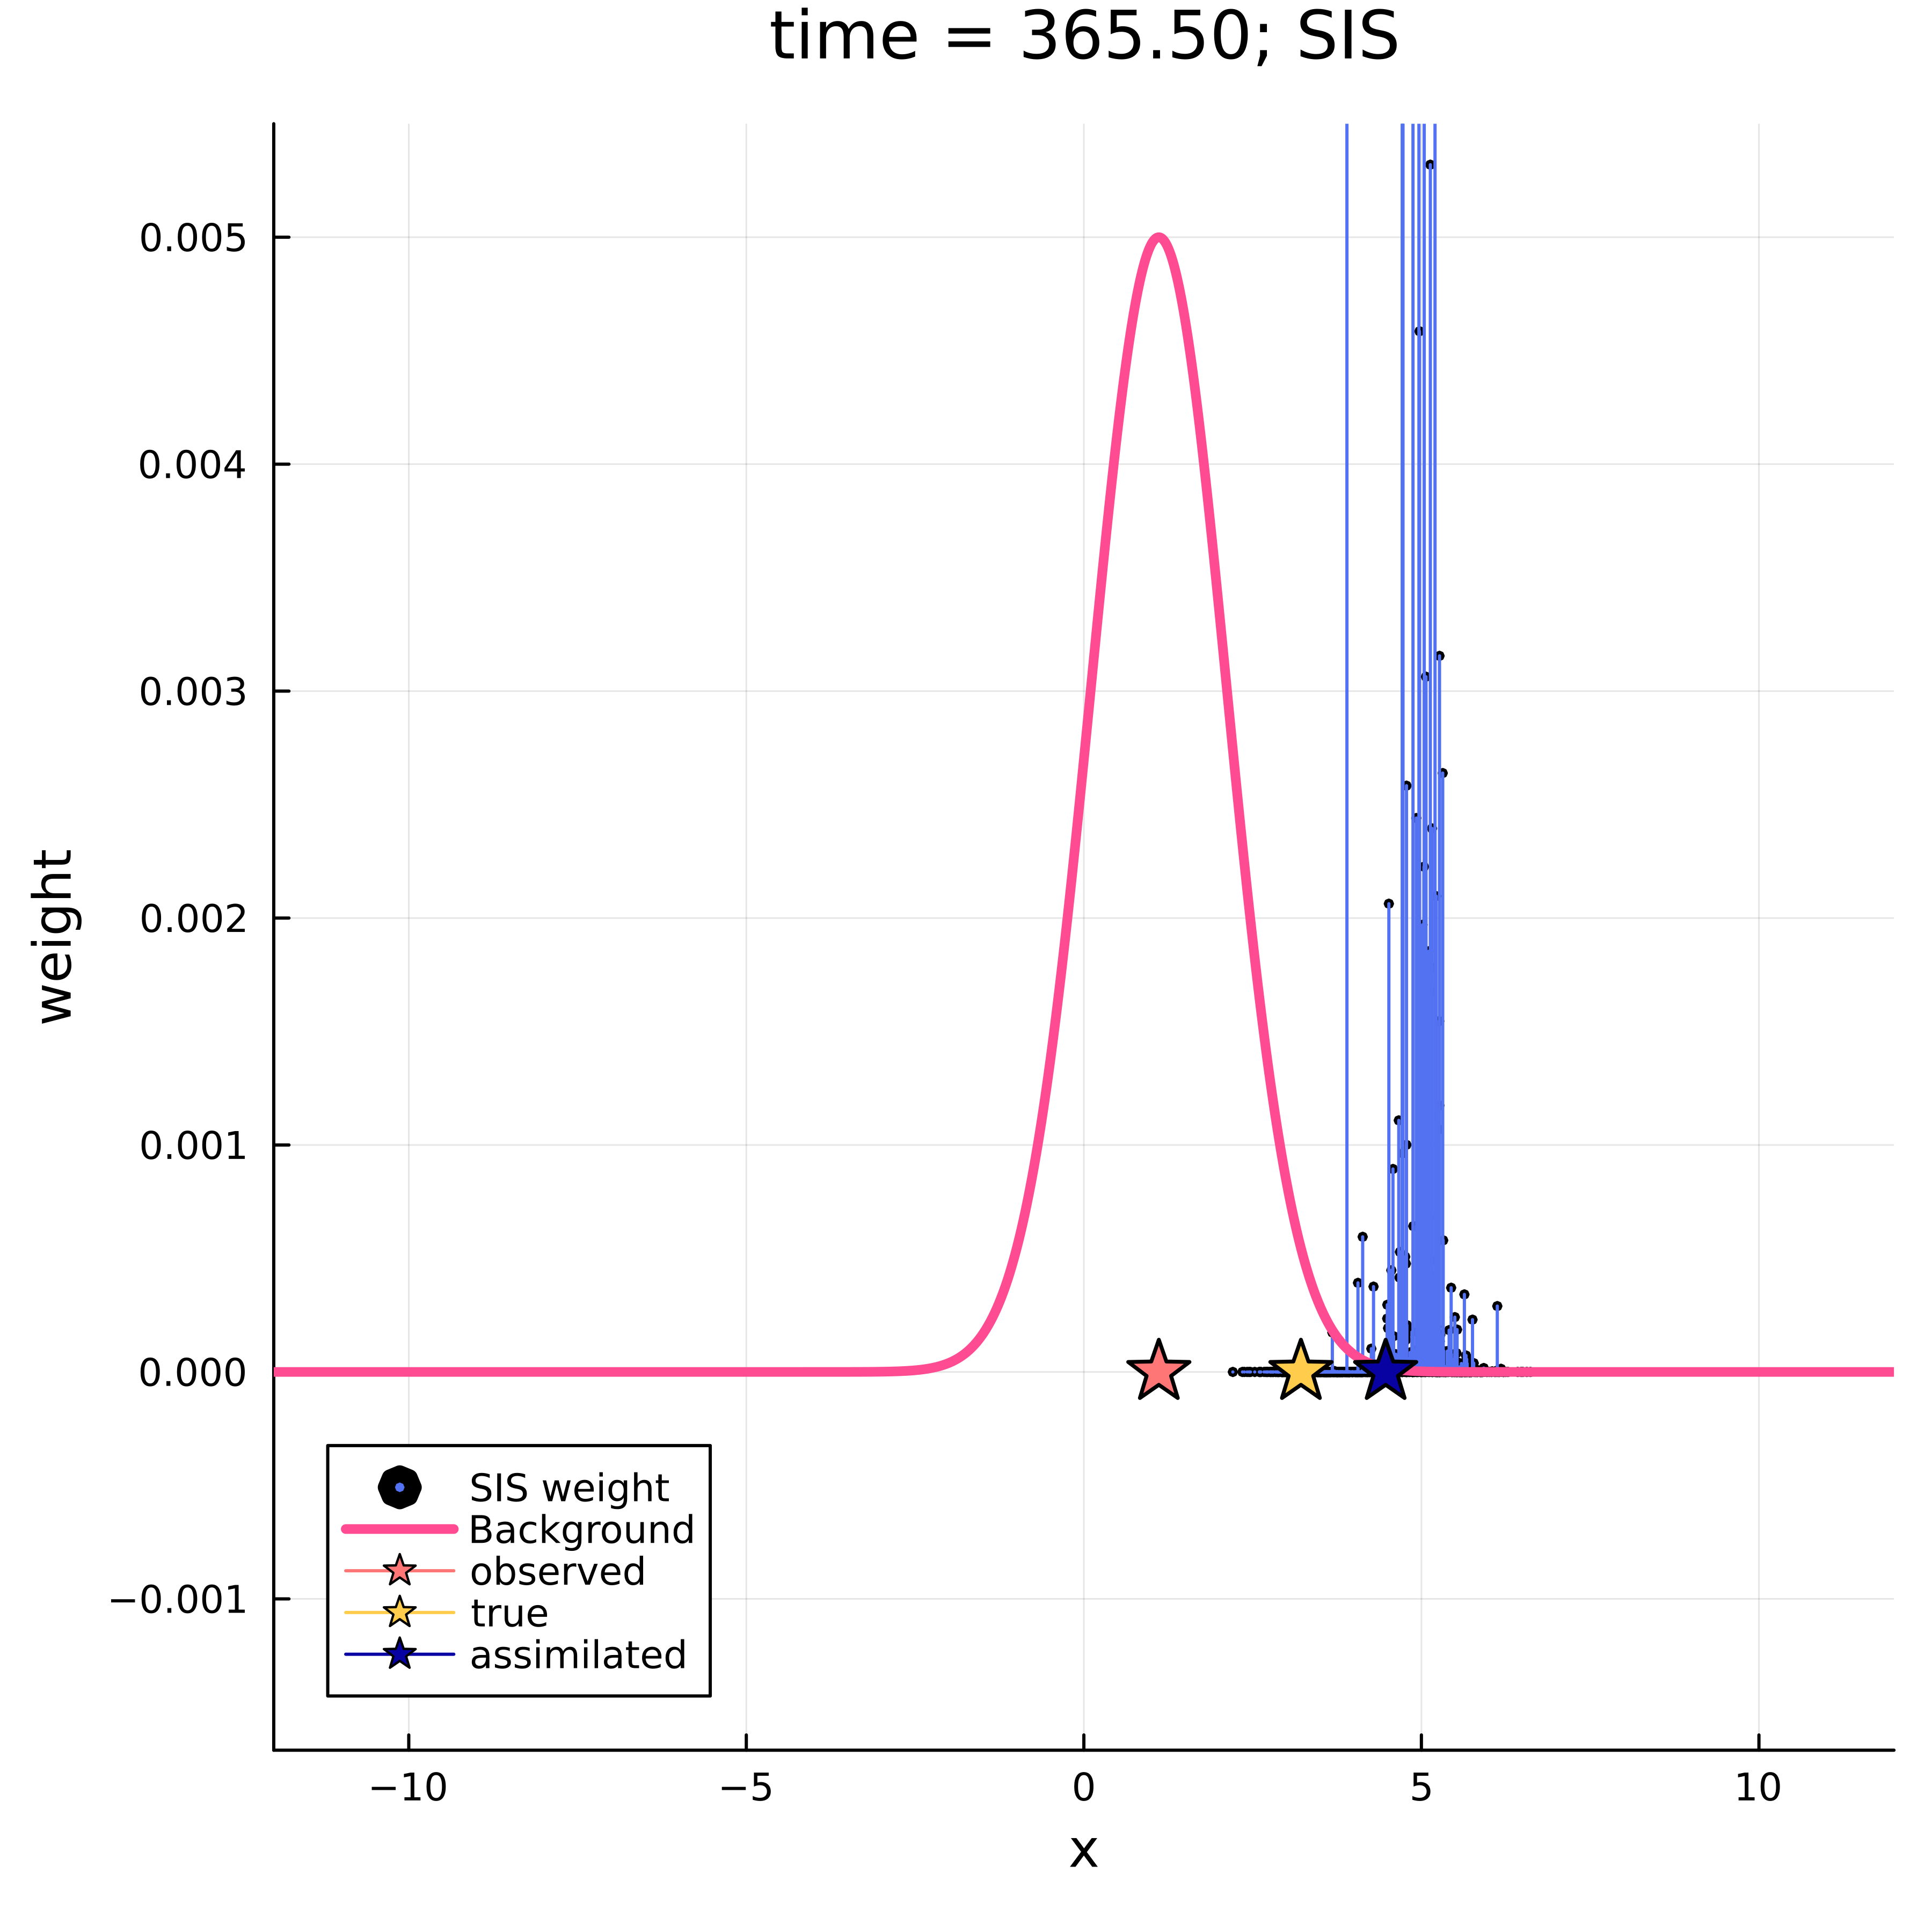 time = 365.50; SIS
0.005
0.004
0.003
0.002
0.001
0.000
−0.001
weight
SIS weight
Background
observed
true
assimilated
−10 −5 0 5 10
x